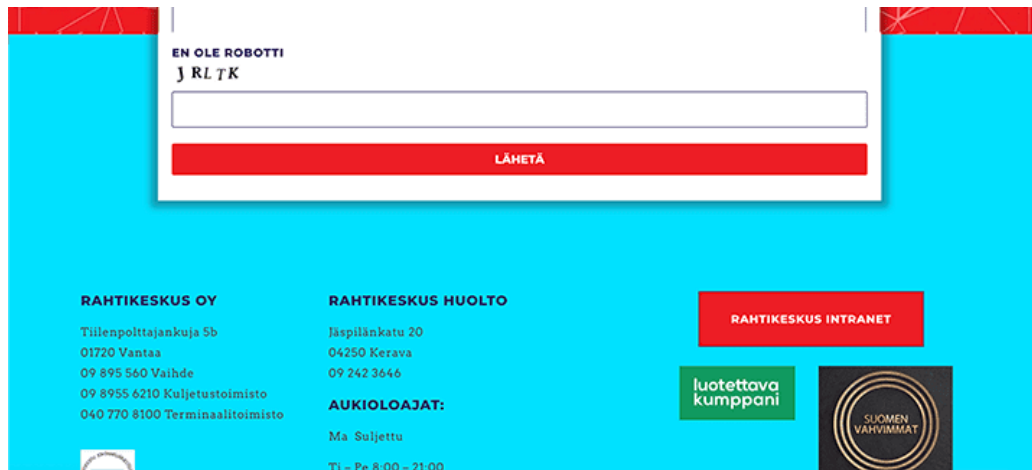 EN OLE ROBOTTI
J RLTK
LÄHETÄ
RAHTIKESKUS OY
Tiilenpolttajankuja 5b
01720 Vantaa
09 895 560 Vaihde
09 8955 6210 Kuljetustoimisto
040 770 8100 Terminaalitoimisto
RAHTIKESKUS HUOLTO
Jäspilänkatu 20
04250 Kerava
09 242 3646
AUKIOLOAJAT:
Ma Suljettu
Ti – Pe 8:00 – 21:00
RAHTIKESKUS INTRANET
luotettava
kumppani
SUOMEN
VAHVIMMAT